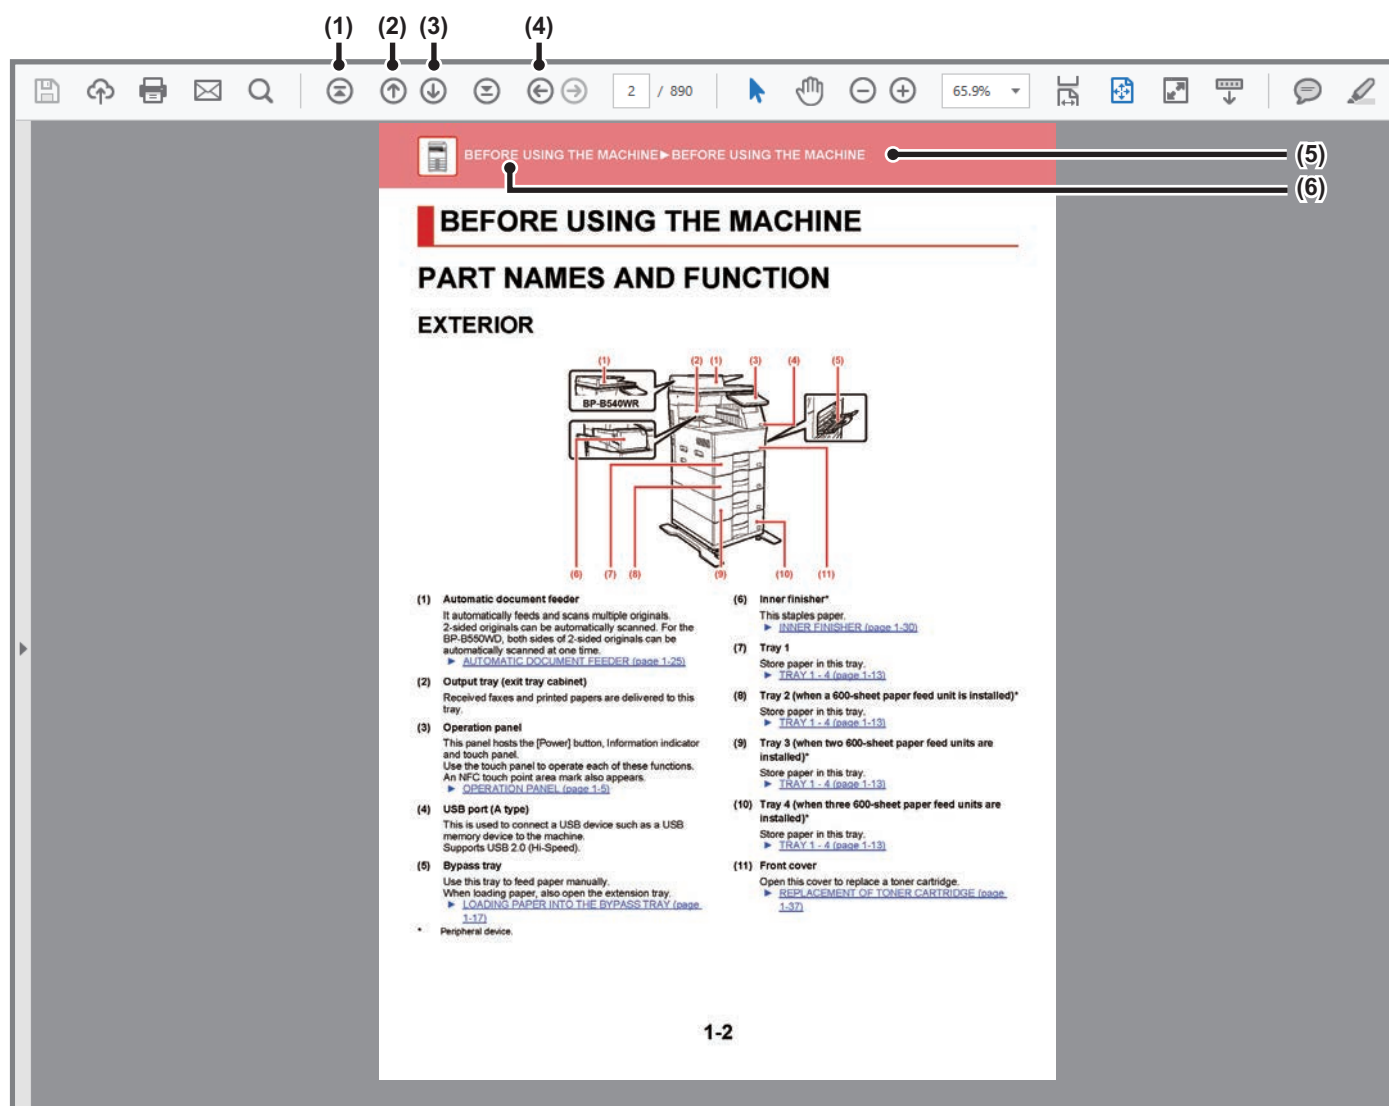 (1) (2) (3) (4)
2 / 890 65.9%
BEFORE USING THE MACHINE►BEFORE USING THE MACHINE
(5)
(6)
BEFORE USING THE MACHINE
PART NAMES AND FUNCTION
EXTERIOR
(1) (2) (1) (3) (4) (5)
BP-B540WR
(6) (7) (8) (9) (10) (11)
(1) Automatic document feeder
It automatically feeds and scans multiple originals.
2-sided originals can be automatically scanned. For the
BP-B550WD, both sides of 2-sided originals can be
automatically scanned at one time.
► AUTOMATIC DOCUMENT FEEDER (page 1-25)
(2) Output tray (exit tray cabinet)
Received faxes and printed papers are delivered to this
tray.
(3) Operation panel
This panel hosts the [Power] button, Information indicator
and touch panel.
Use the touch panel to operate each of these functions.
An NFC touch point area mark also appears.
► OPERATION PANEL (page 1-5)
(4) USB port (A type)
This is used to connect a USB device such as a USB
memory device to the machine.
Supports USB 2.0 (Hi-Speed).
(5) Bypass tray
Use this tray to feed paper manually.
When loading paper, also open the extension tray.
► LOADING PAPER INTO THE BYPASS TRAY (page
1-17)
* Peripheral device.
(6) Inner finisher*
This staples paper.
► INNER FINISHER (page 1-30)
(7) Tray 1
Store paper in this tray.
► TRAY 1 - 4 (page 1-13)
(8) Tray 2 (when a 600-sheet paper feed unit is installed)*
Store paper in this tray.
► TRAY 1 - 4 (page 1-13)
(9) Tray 3 (when two 600-sheet paper feed units are
installed)*
Store paper in this tray.
► TRAY 1 - 4 (page 1-13)
(10) Tray 4 (when three 600-sheet paper feed units are
installed)*
Store paper in this tray.
► TRAY 1 - 4 (page 1-13)
(11) Front cover
Open this cover to replace a toner cartridge.
► REPLACEMENT OF TONER CARTRIDGE (page
1-37)
1-2